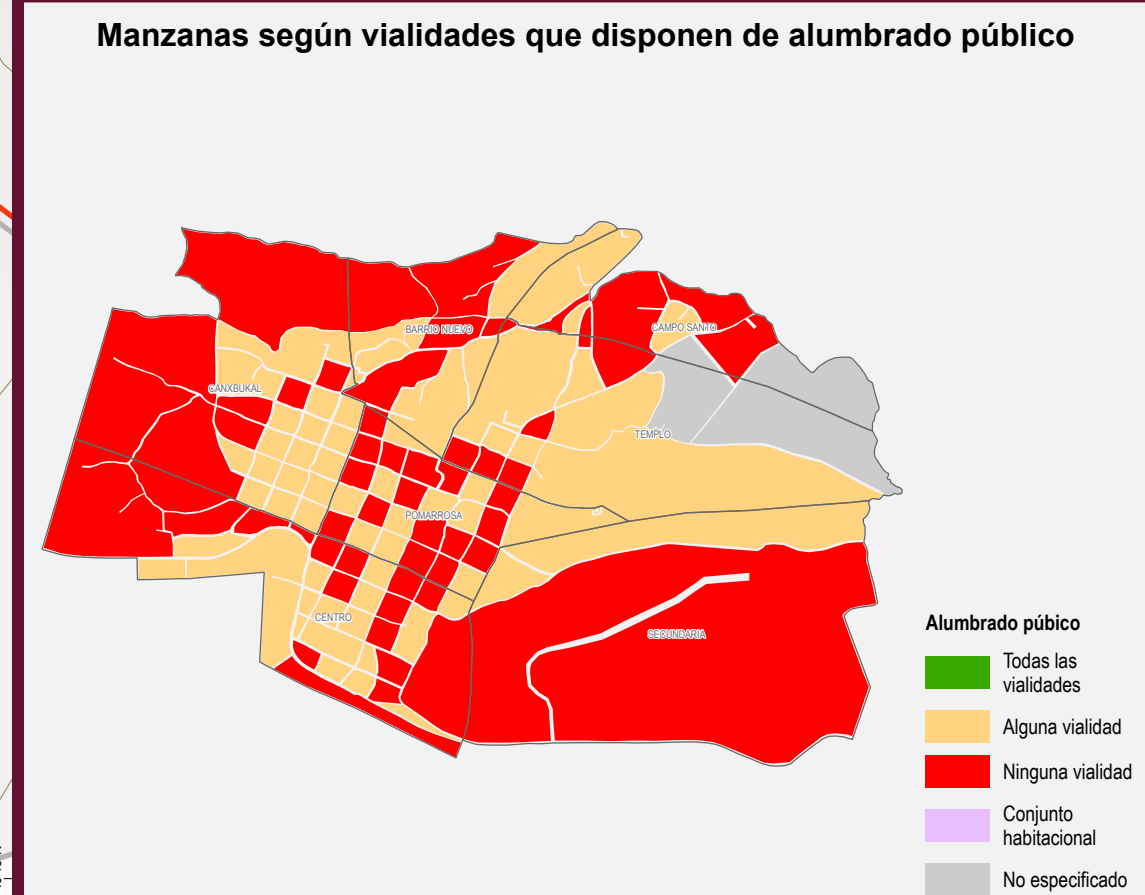 Manzanas según vialidades que disponen de alumbrado público
BARRIO NUEVO
CAMPO SANTO
CANXBUKAL
TEMPLO
POMARROSA
CENTRO
SECUNDARIA
Alumbrado púbico
Todas las
vialidades
Alguna vialidad
Ninguna vialidad
Conjunto
habitacional
No especificado